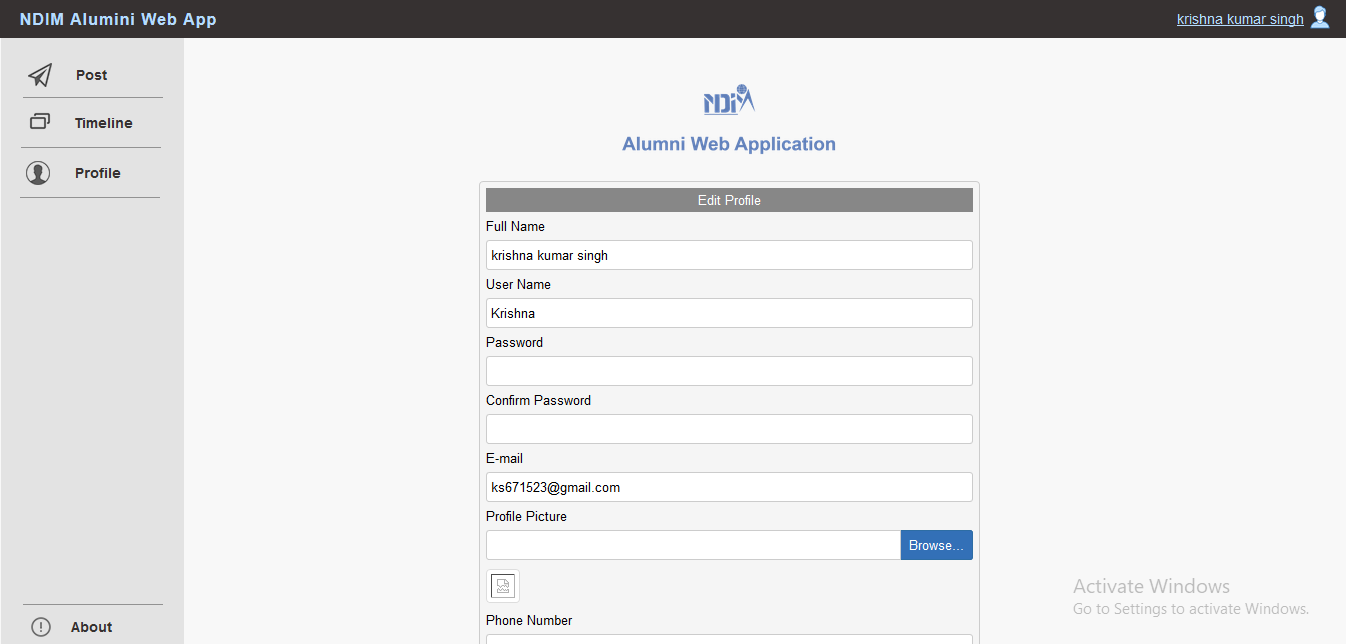 NDIM Alumini Web App
krishna kumar singh
Post
Timeline
Profile
About
NDiM
Alumni Web Application
Edit Profile
Full Name
krishna kumar singh
User Name
Krishna
Password
Confirm Password
E-mail
ks671523@gmail.com
Profile Picture
Browse...
Phone Number
Activate Windows
Go to Settings to activate Windows.